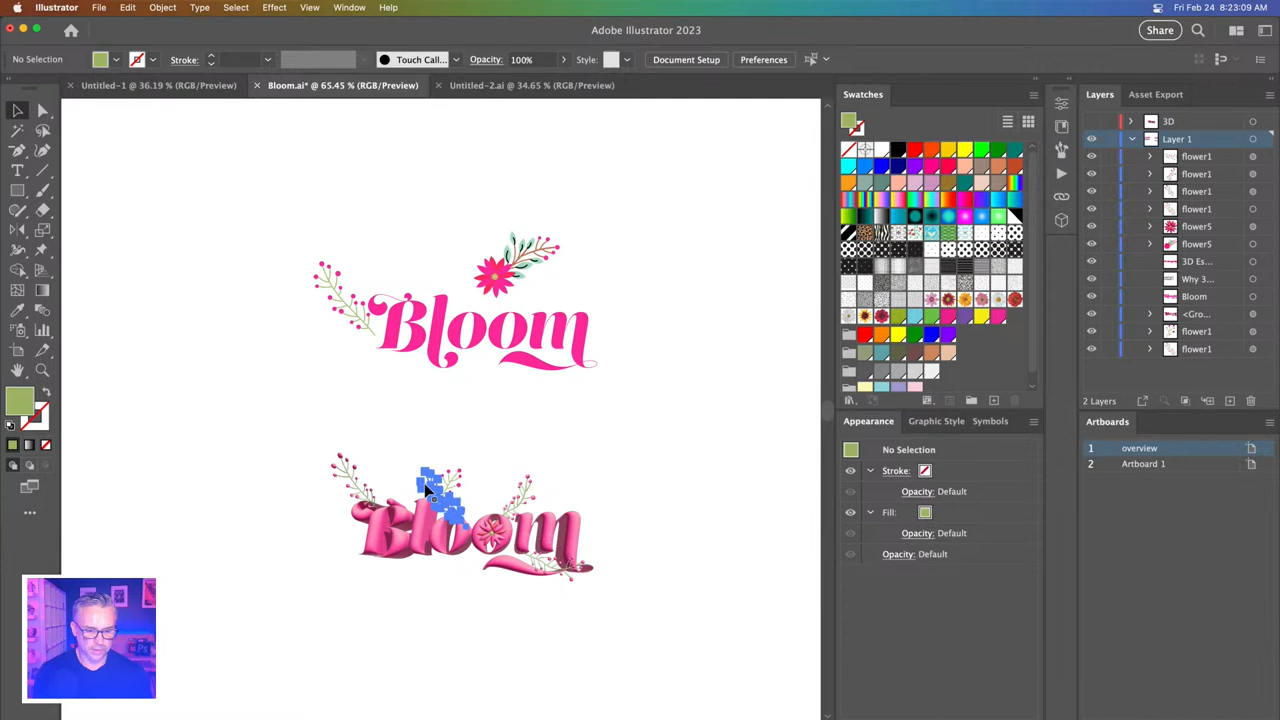 Illustrator File Edit Object Type Select Effect View Window Help Fri Feb 24 8:23:09 AM
Adobe Illustrator 2023
Share
No Selection Stroke: Touch Call... Opacity: 100% Style: Document Setup Preferences
Untitled-1 @ 36.19 % (RGB/Preview) Bloom.ai* @ 65.45 % (RGB/Preview) Untitled-2.ai @ 34.65 % (RGB/Preview)
Swatches
Layers Asset Export
3D
Layer 1
flower1
flower1
flower1
flower1
flower5
flower5
3D Es...
Why 3...
Bloom
<Gro...
flower1
flower1
2 Layers
Bloom
Bloom
Appearance Graphic Style Symbols
No Selection
Stroke:
Opacity: Default
Fill:
Opacity: Default
Opacity: Default
Artboards
1 overview
2 Artboard 1
Ps